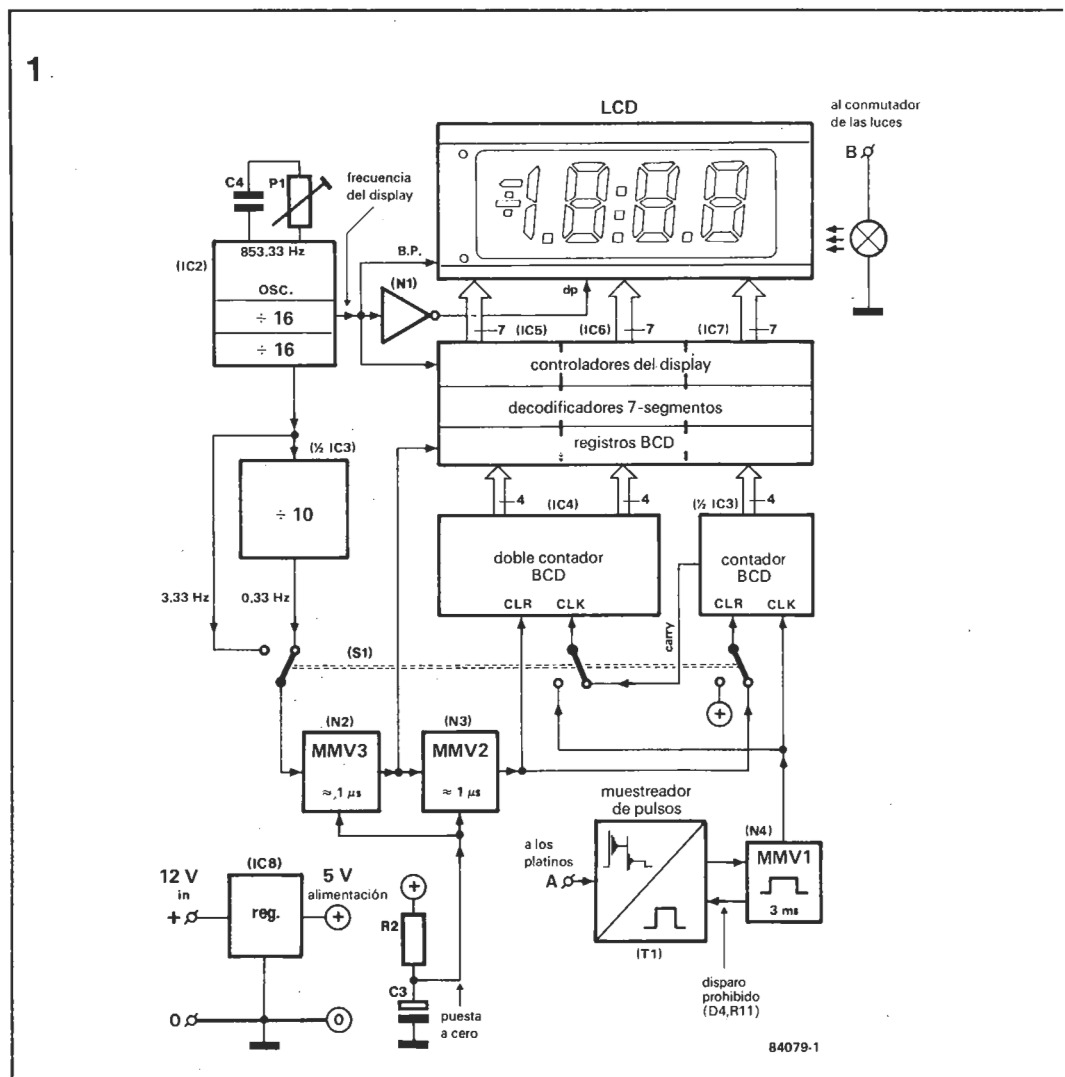 1
LCD
al conmutador
de las luces
B
C4
P1
frecuencia
del display
853,33 Hz
(IC2)
OSC.
÷ 16
÷ 16
B.P.
(N1)
dp
7
(IC5)
(IC6)
7
(IC7)
7
controladores del display
decodificadores 7-segmentos
registros BCD
(½ IC3)
÷ 10
4
(IC4)
4
(½ IC3)
4
doble contador
BCD
CLR
CLK
contador
BCD
CLR
CLK
carry
3,33 Hz
0,33 Hz
(S1)
+
(N2)
MMV3
≈ 1 µs
(N3)
MMV2
≈ 1 µs
muestreador
de pulsos
a los
platinos
A
(T1)
(N4)
MMV1
3 ms
disparo
prohibido
(D4,R11)
12 V
in
+
(IC8)
reg.
5 V
alimentación
+
0
0
+
R2
C3
puesta
a cero
84079-1